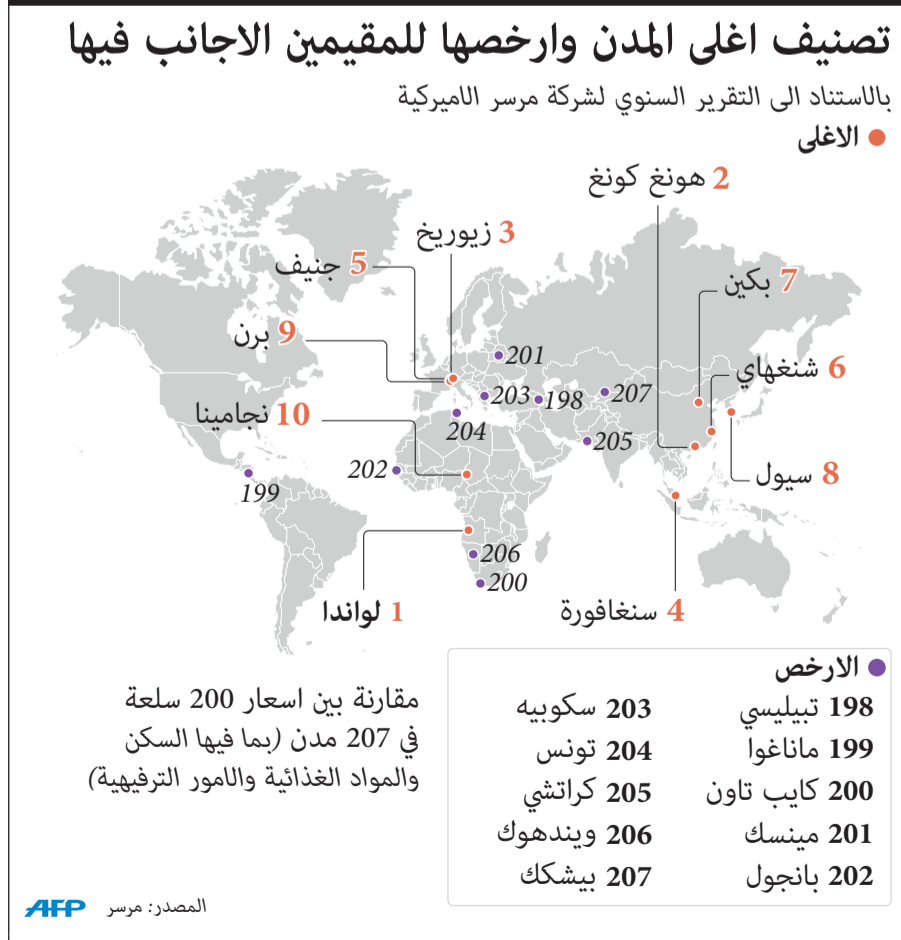 تصنيف اغلى المدن وارخصها للمقيمين الاجانب فيها
بالاستناد الى التقرير السنوي لشركة مرسر الاميركية
الاغلى
2 هونغ كونغ
3 زيوريخ
5 جنيف
7 بكين
9 برن
6 شنغهاي
10 نجامينا
8 سيول
1 لواندا
4 سنغافورة
201
203
198
207
204
205
202
199
206
200
الارخص
198 تبيليسي
199 ماناغوا
200 كايب تاون
201 مينسك
202 بانجول
203 سكوبيه
204 تونس
205 كراتشي
206 ويندهوك
207 بيشكك
مقارنة بين اسعار 200 سلعة
في 207 مدن (بما فيها السكن
والمواد الغذائية والامور الترفيهية)
المصدر: مرسر
AFP